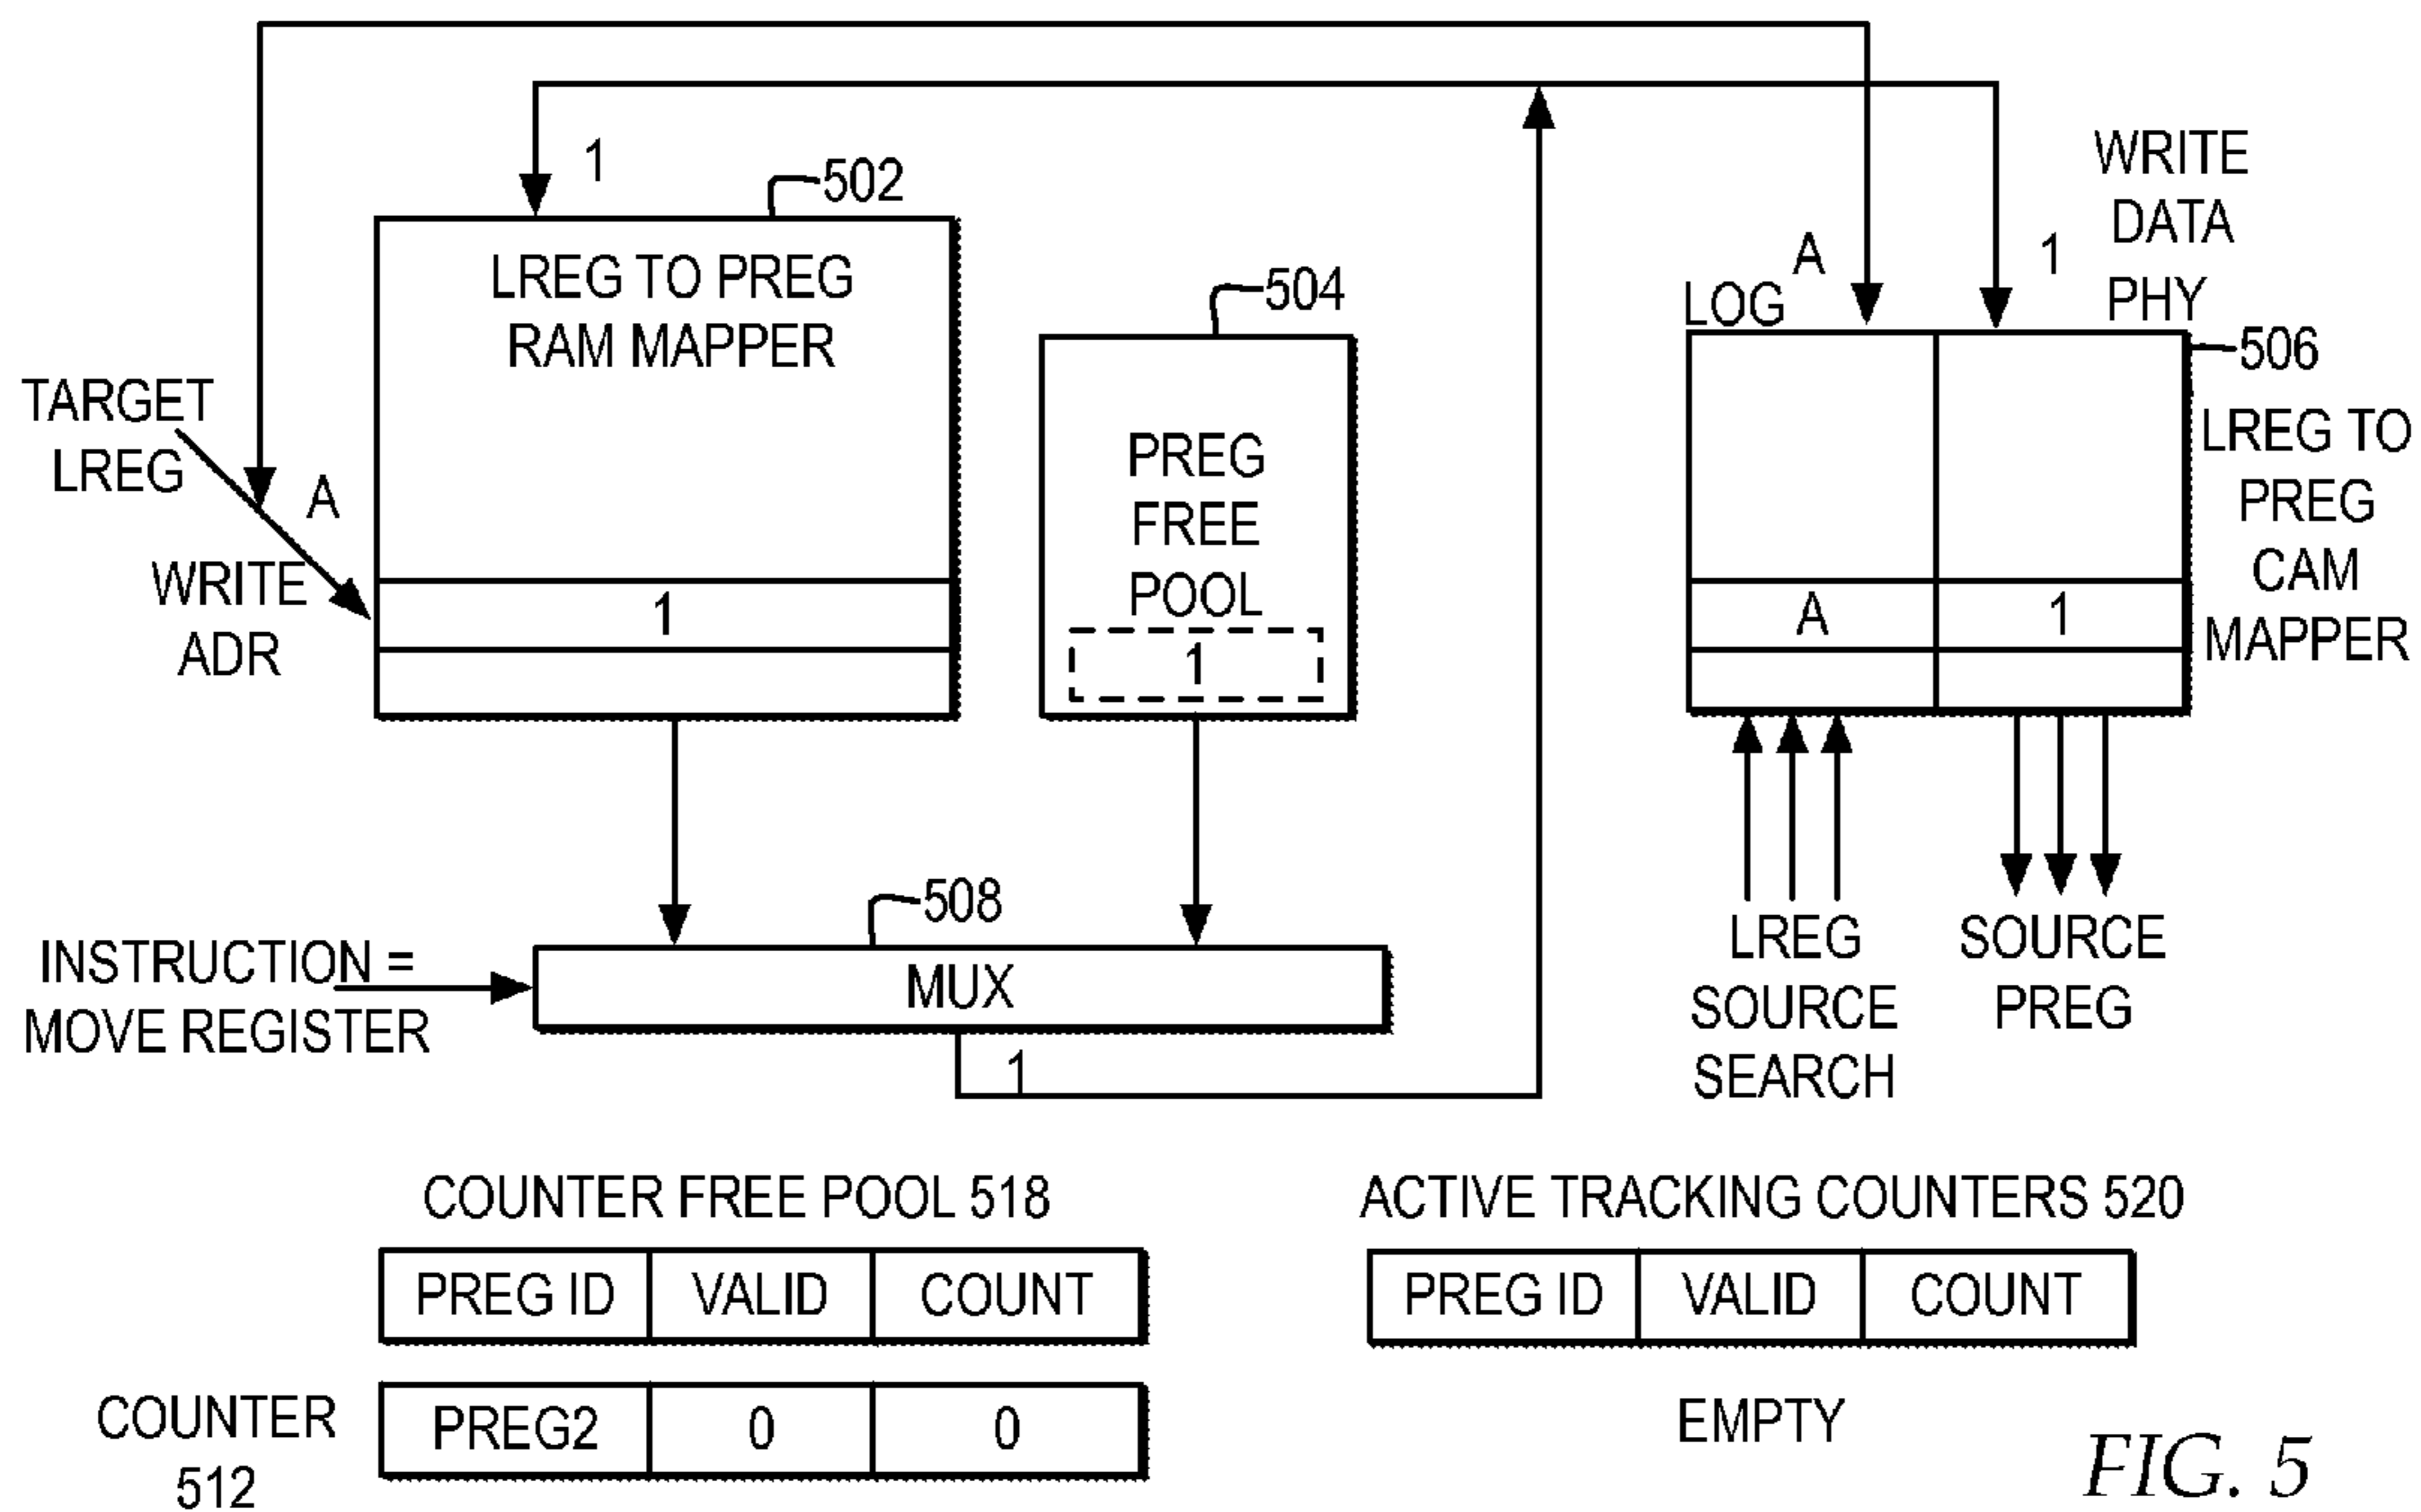 1
502
WRITE
DATA
PHY
A
1
LOG
LREG TO PREG
RAM MAPPER
504
506
TARGET
LREG
A
WRITE
ADR
1
PREG
FREE
POOL
1
LREG TO
PREG
CAM
MAPPER
A
1
508
INSTRUCTION =
MOVE REGISTER
MUX
1
LREG
SOURCE
SEARCH
SOURCE
PREG
COUNTER FREE POOL 518
PREG ID VALID COUNT
COUNTER
512
PREG2 0 0
ACTIVE TRACKING COUNTERS 520
PREG ID VALID COUNT
EMPTY
FIG. 5